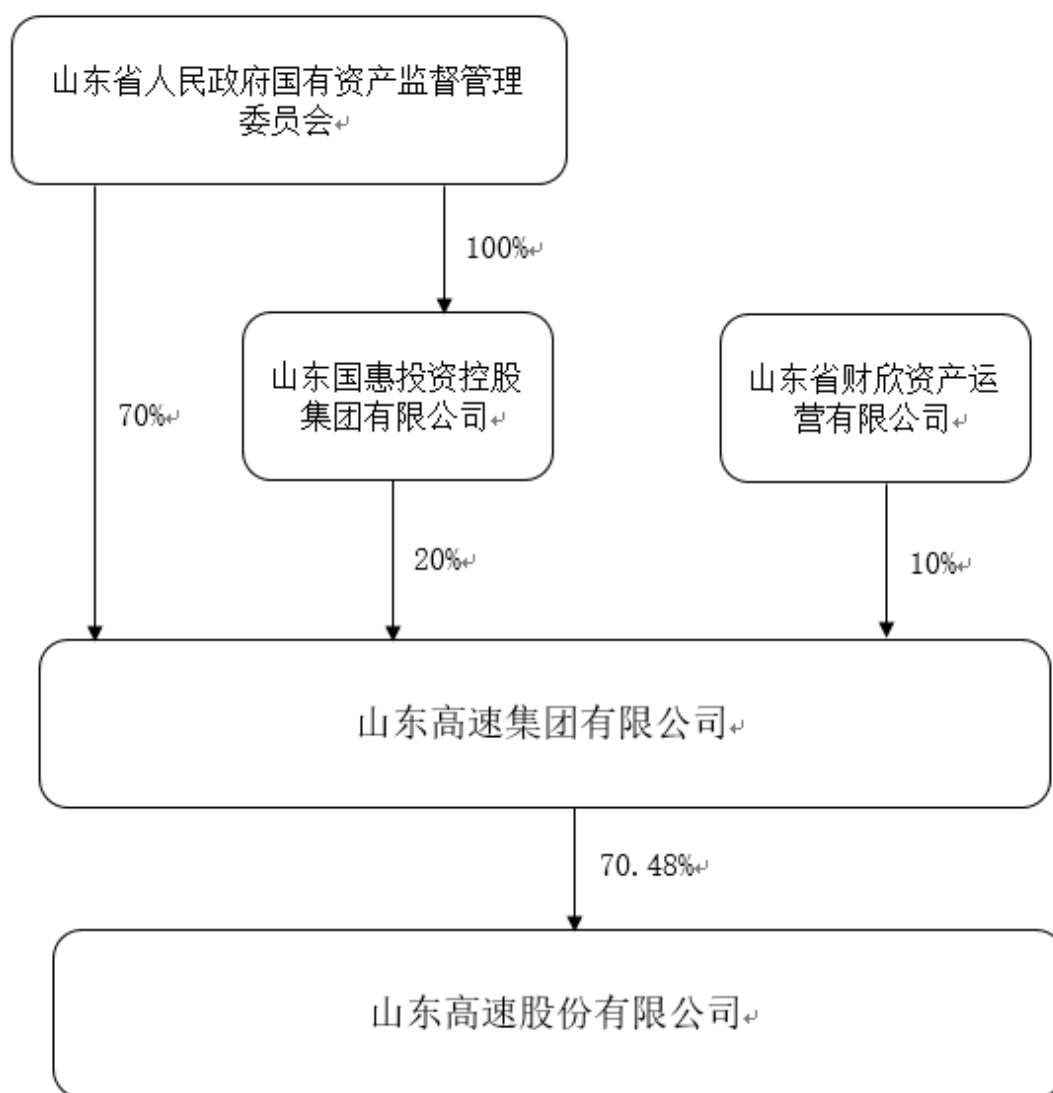 山东省人民政府国有资产监督管理
委员会↵
100%↵
山东国惠投资控股
集团有限公司↵
山东省财欣资产运
营有限公司↵
70%↵
20%↵
10%↵
山东高速集团有限公司↵
70.48%↵
山东高速股份有限公司↵